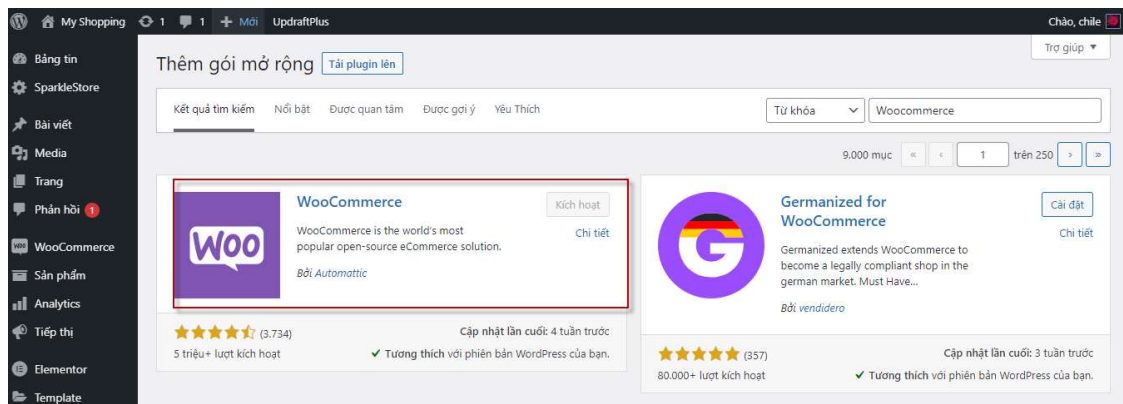 My Shopping 1 1 + Mới UpdraftPlus Chào, chile
Bảng tin
SparkleStore
Bài viết
Media
Trang
Phản hồi 1
WooCommerce
Sản phẩm
Analytics
Tiếp thị
Elementor
Template
Trợ giúp ▼
Thêm gói mở rộng Tải plugin lên
Kết quả tìm kiếm Nổi bật Được quan tâm Được gợi ý Yêu Thích Từ khóa Woocommerce
9.000 mục « ‹ 1 trên 250 › »
WOO
WooCommerce Kích hoạt
WooCommerce is the world's most Chi tiết
popular open-source eCommerce solution.
Bởi Automattic
(3.734) Cập nhật lần cuối: 4 tuần trước
5 triệu+ lượt kích hoạt ✔ Tương thích với phiên bản WordPress của bạn.
G
Germanized for Cài đặt
WooCommerce Chi tiết
Germanized extends WooCommerce to
become a legally compliant shop in the
german market. Must Have...
Bởi vendidero
(357) Cập nhật lần cuối: 3 tuần trước
80.000+ lượt kích hoạt ✔ Tương thích với phiên bản WordPress của bạn.